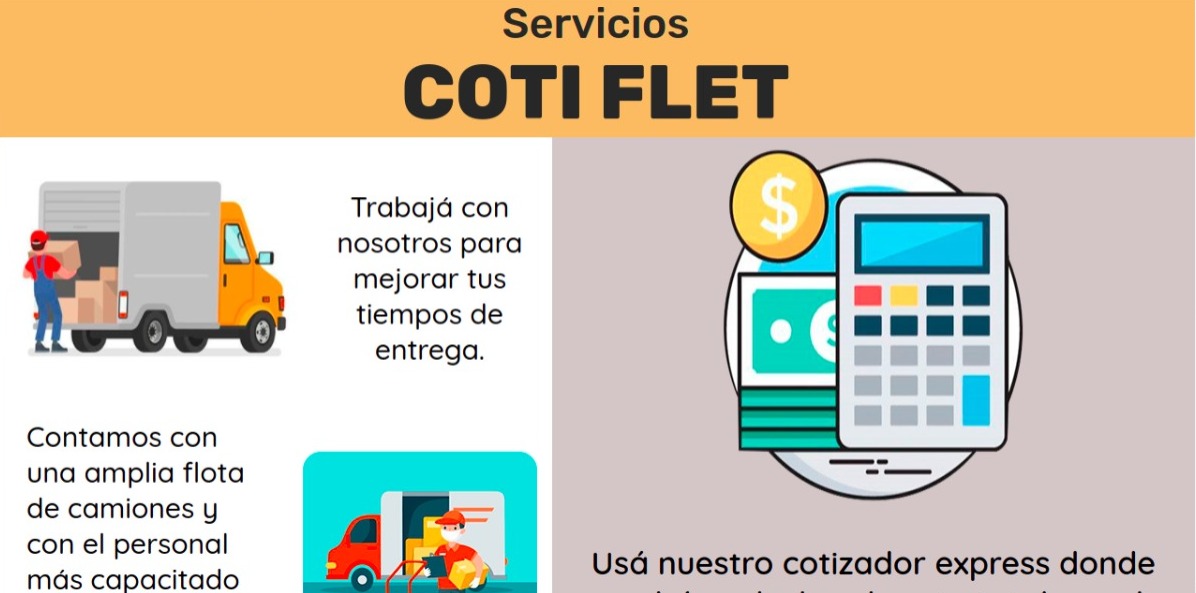 Servicios
COTI FLET
Trabajá con
nosotros para
mejorar tus
tiempos de
entrega.
Contamos con
una amplia flota
de camiones y
con el personal
más capacitado
$
Usá nuestro cotizador express donde